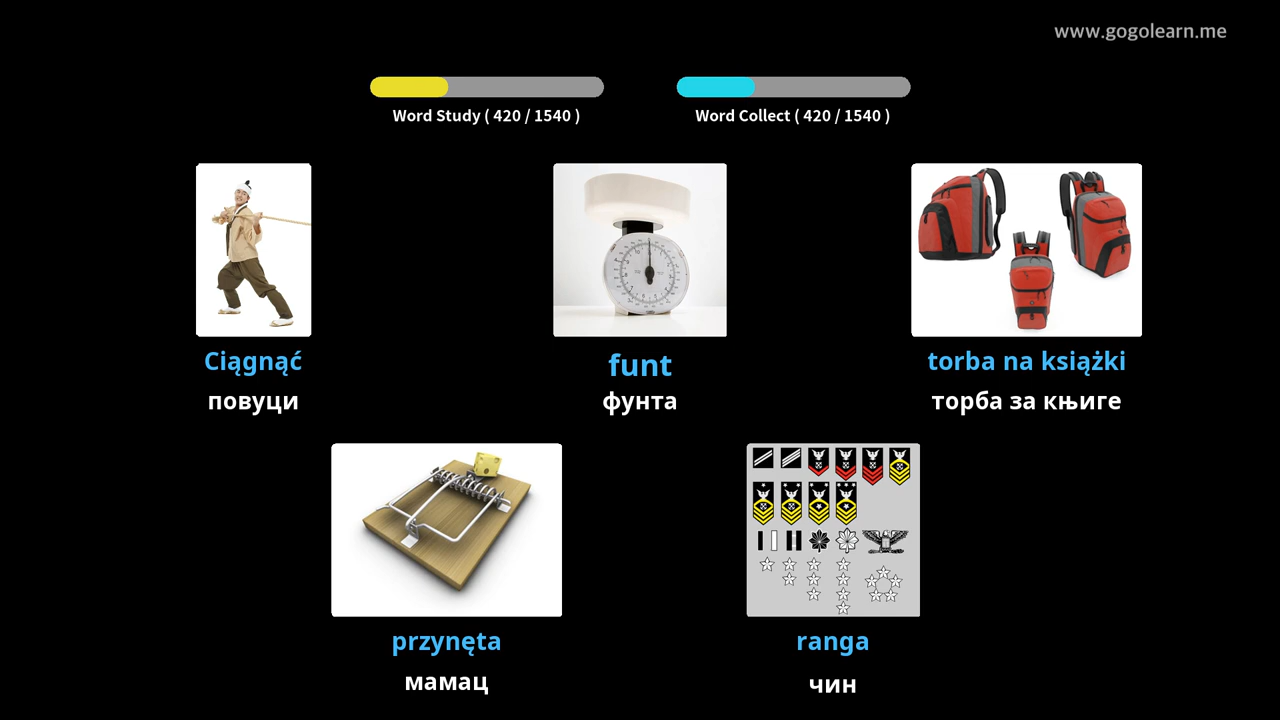 www.gogolearn.me
Word Study ( 420 / 1540 )
Word Collect ( 420 / 1540 )
Ciągnąć
повуци
funt
фунта
torba na książki
торба за књиге
przynęta
мамац
ranga
чин